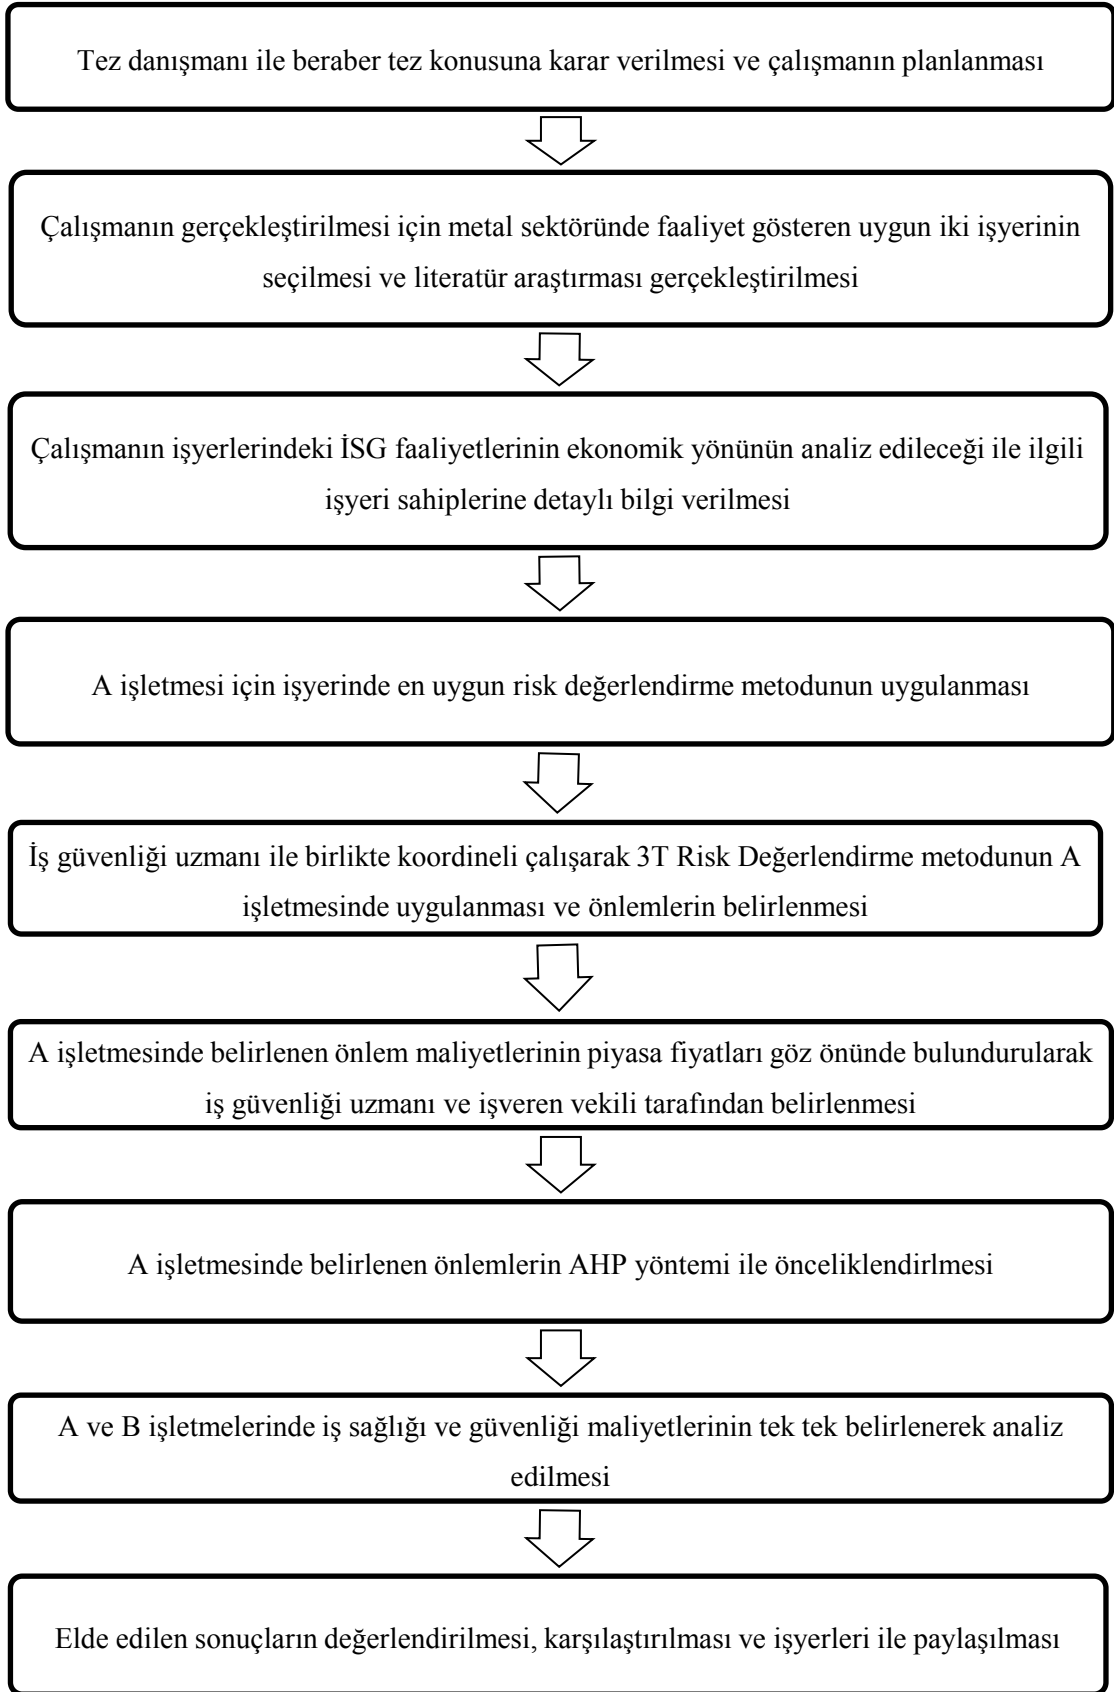 Tez danışmanı ile beraber tez konusuna karar verilmesi ve çalışmanın planlanması
Çalışmanın gerçekleştirilmesi için metal sektöründe faaliyet gösteren uygun iki işyerinin
seçilmesi ve literatür araştırması gerçekleştirilmesi
Çalışmanın işyerlerindeki İSG faaliyetlerinin ekonomik yönünün analiz edileceği ile ilgili
işyeri sahiplerine detaylı bilgi verilmesi
A işletmesi için işyerinde en uygun risk değerlendirme metodunun uygulanması
İş güvenliği uzmanı ile birlikte koordineli çalışarak 3T Risk Değerlendirme metodunun A
işletmesinde uygulanması ve önlemlerin belirlenmesi
A işletmesinde belirlenen önlem maliyetlerinin piyasa fiyatları göz önünde bulundurularak
iş güvenliği uzmanı ve işveren vekili tarafından belirlenmesi
A işletmesinde belirlenen önlemlerin AHP yöntemi ile önceliklendirlmesi
A ve B işletmelerinde iş sağlığı ve güvenliği maliyetlerinin tek tek belirlenerek analiz
edilmesi
Elde edilen sonuçların değerlendirilmesi, karşılaştırılması ve işyerleri ile paylaşılması